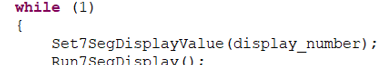 while (1)
{
    Set7SegDisplayValue(display_number);
    Run7SegDisplay();